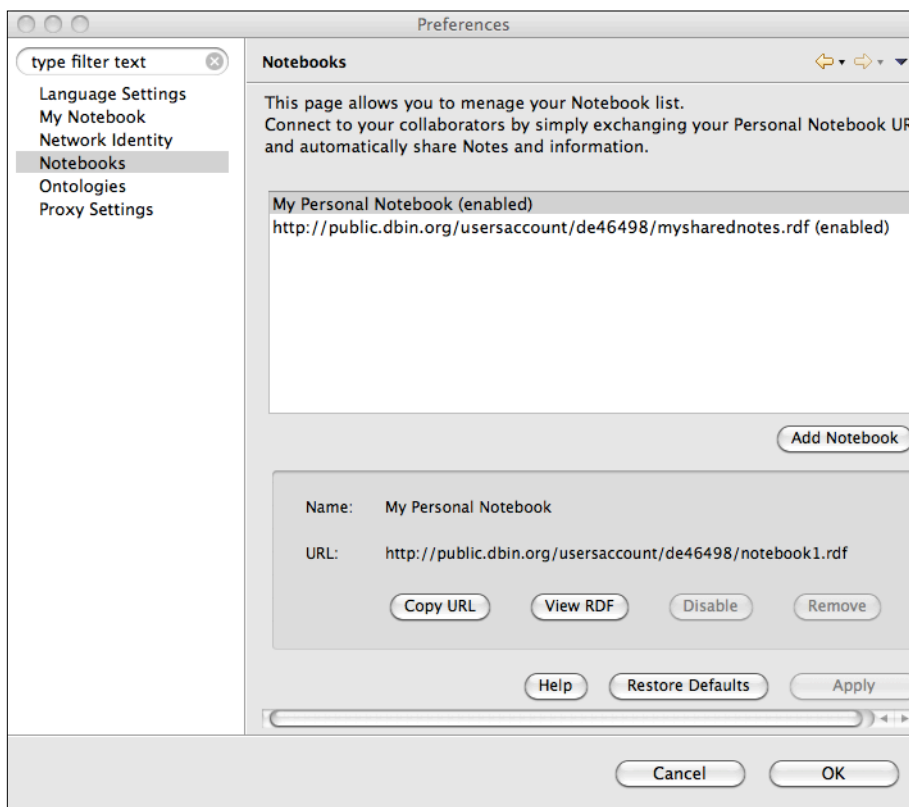 Preferences
type filter text
Language Settings
My Notebook
Network Identity
Notebooks
Ontologies
Proxy Settings
Notebooks
This page allows you to menage your Notebook list.
Connect to your collaborators by simply exchanging your Personal Notebook UR
and automatically share Notes and information.
My Personal Notebook (enabled)
http://public.dbin.org/usersaccount/de46498/mysharednotes.rdf (enabled)
Add Notebook
Name: My Personal Notebook
URL: http://public.dbin.org/usersaccount/de46498/notebook1.rdf
Copy URL View RDF Disable Remove
Help Restore Defaults Apply
Cancel OK